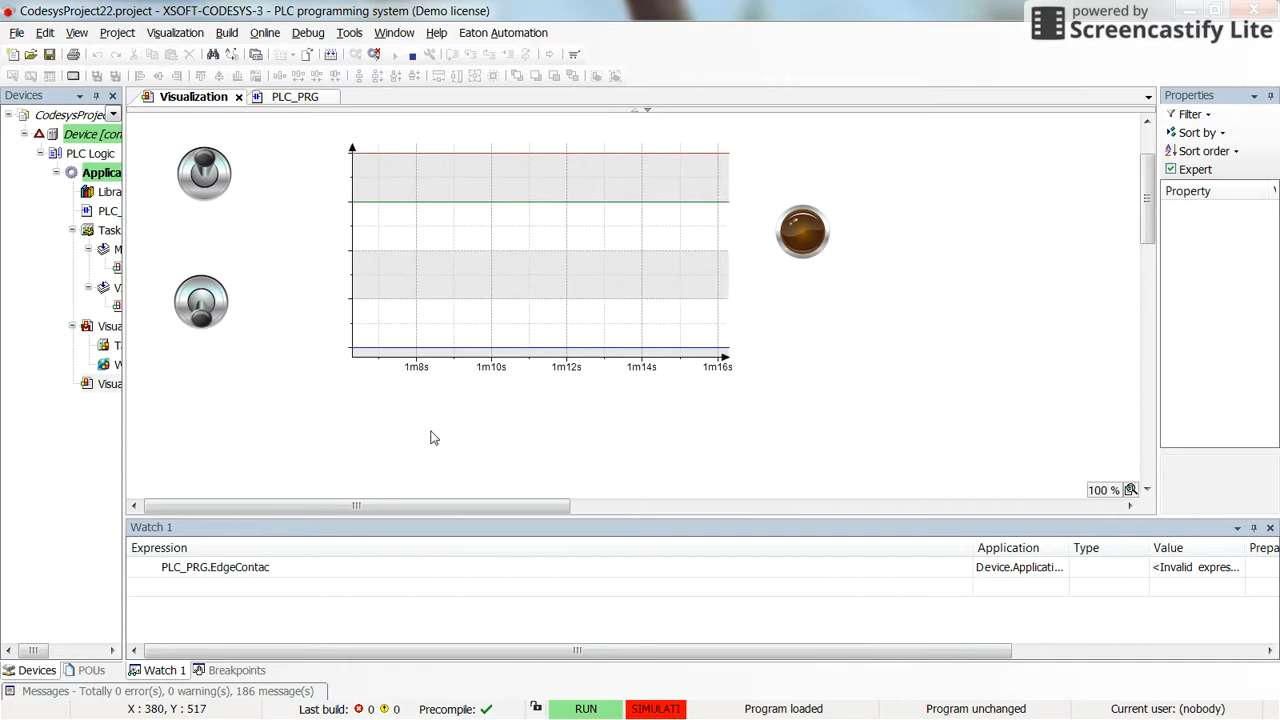 CodesysProject22.project - XSOFT-CODESYS-3 - PLC programming system (Demo license)
powered by
Screencastify Lite
File Edit View Project Visualization Build Online Debug Tools Window Help Eaton Automation
Devices
Visualization
PLC_PRG
Properties
CodesysProj
Device [con
PLC Logic
Applica
Libra
PLC_
Task
M
V
Visua
T
W
Visua
1m8s 1m10s 1m12s 1m14s 1m16s
Filter
Sort by
Sort order
Expert
Property
100 %
Watch 1
Expression Application Type Value Prepa
PLC_PRG.EdgeContac Device.Applicati... <Invalid expres...
Devices POUs Watch 1 Breakpoints
Messages - Totally 0 error(s), 0 warning(s), 186 message(s)
X : 380, Y : 517 Last build: 0 0 Precompile: RUN SIMULATI Program loaded Program unchanged Current user: (nobody)